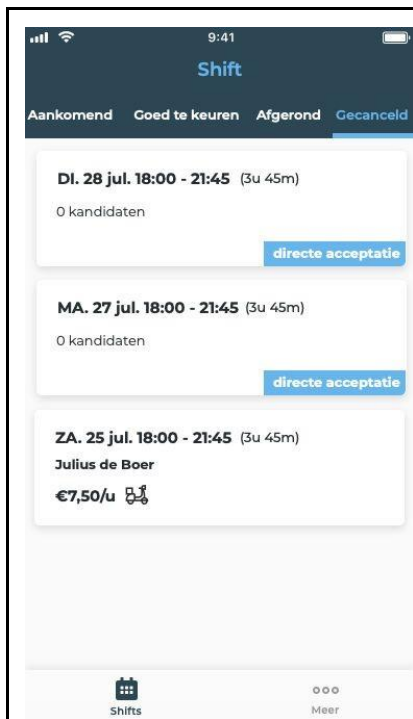 9:41
Shift
Aankomend Goed te keuren Afgerond Gecanceld
DI. 28 jul. 18:00 - 21:45 (3u 45m)
0 kandidaten
directe acceptatie
MA. 27 jul. 18:00 - 21:45 (3u 45m)
0 kandidaten
directe acceptatie
ZA. 25 jul. 18:00 - 21:45 (3u 45m)
Julius de Boer
€7,50/u
Shifts Meer